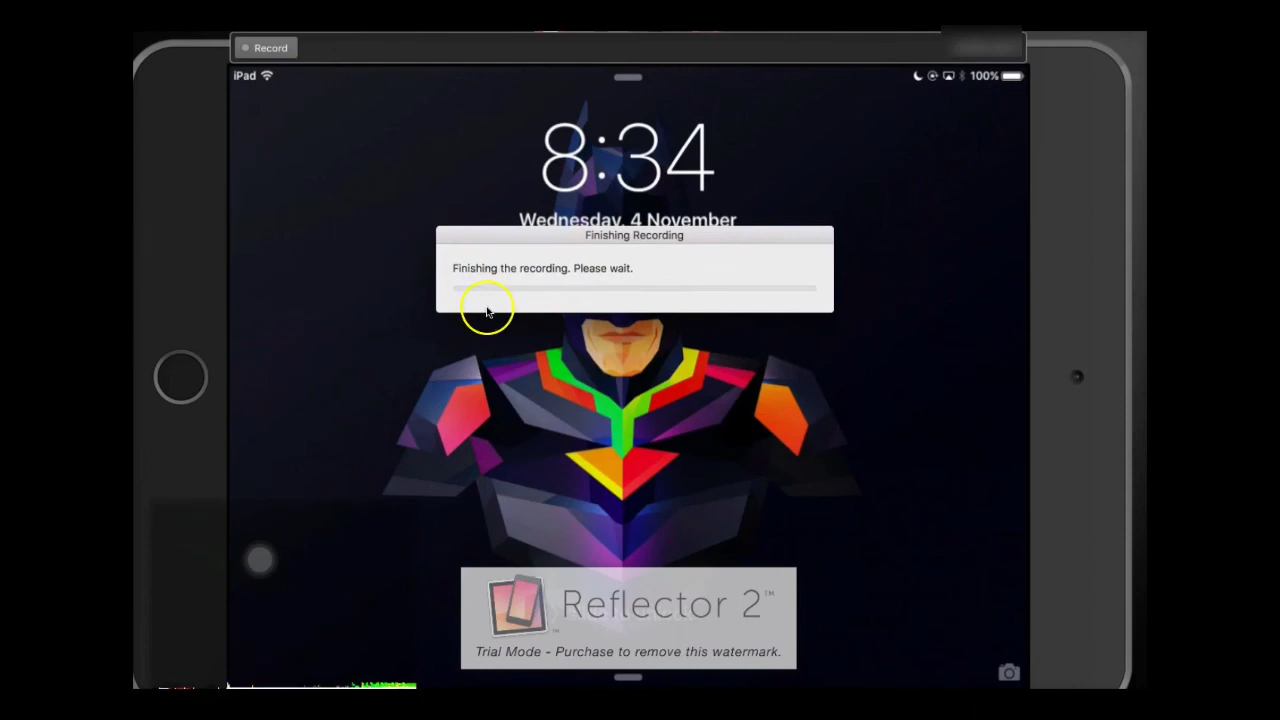 Record
iPad 100%
8:34
Wednesday, 4 November
Finishing Recording
Finishing the recording. Please wait.
Reflector 2™
Trial Mode - Purchase to remove this watermark.